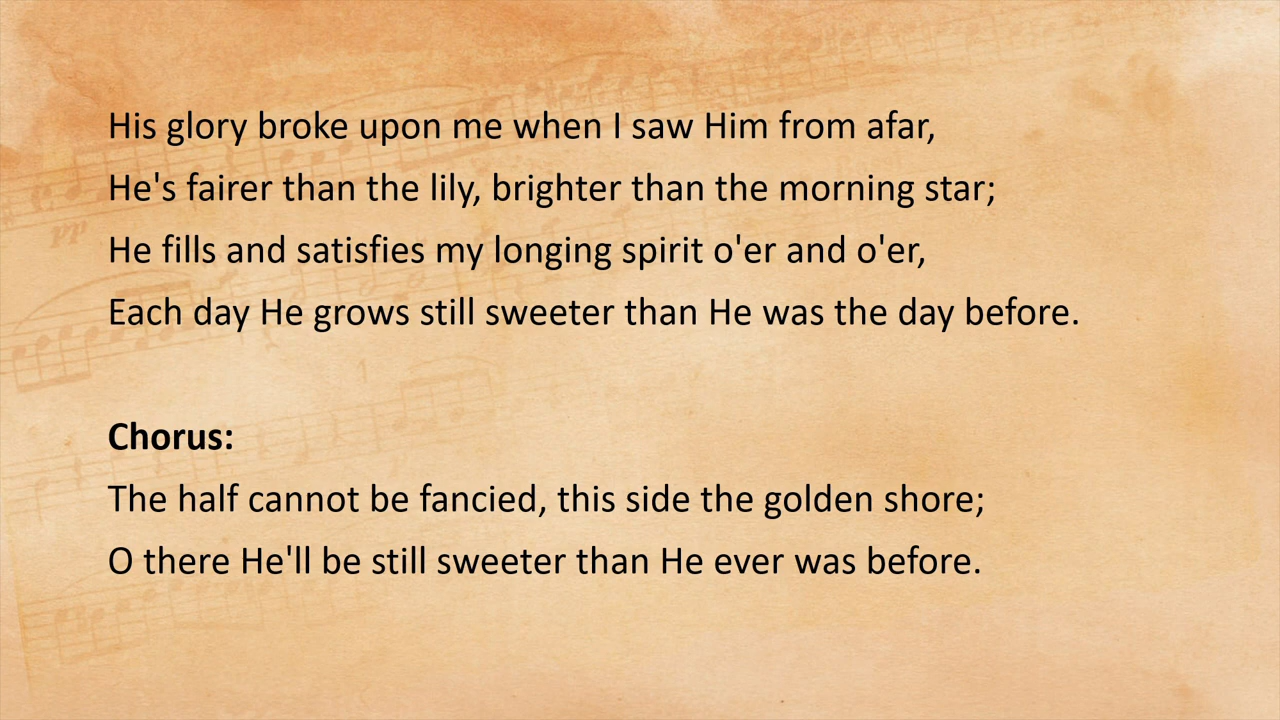 His glory broke upon me when I saw Him from afar,
He's fairer than the lily, brighter than the morning star;
He fills and satisfies my longing spirit o'er and o'er,
Each day He grows still sweeter than He was the day before.
Chorus:
The half cannot be fancied, this side the golden shore;
O there He'll be still sweeter than He ever was before.
pp
1